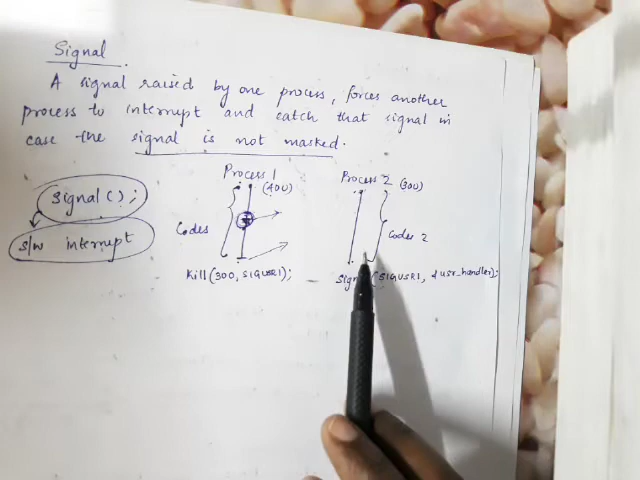 Signal
A signal raised by one process, forces another
process to interrupt and catch that signal in
case the signal is not masked.
Signal();
S/W interrupt
Process 1
(400)
Codes
Kill(300, SIGUSR1);
Process 2
(300)
Codes 2
(SIGUSR1, &usr_handler);